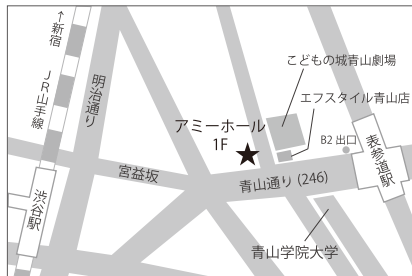 ←新宿
JR山手線
明治通り
こどもの城青山劇場
エフスタイル青山店
アミーホール
1F
★
B2 出口
表参道駅
宮益坂
青山通り (246)
渋谷駅
青山学院大学